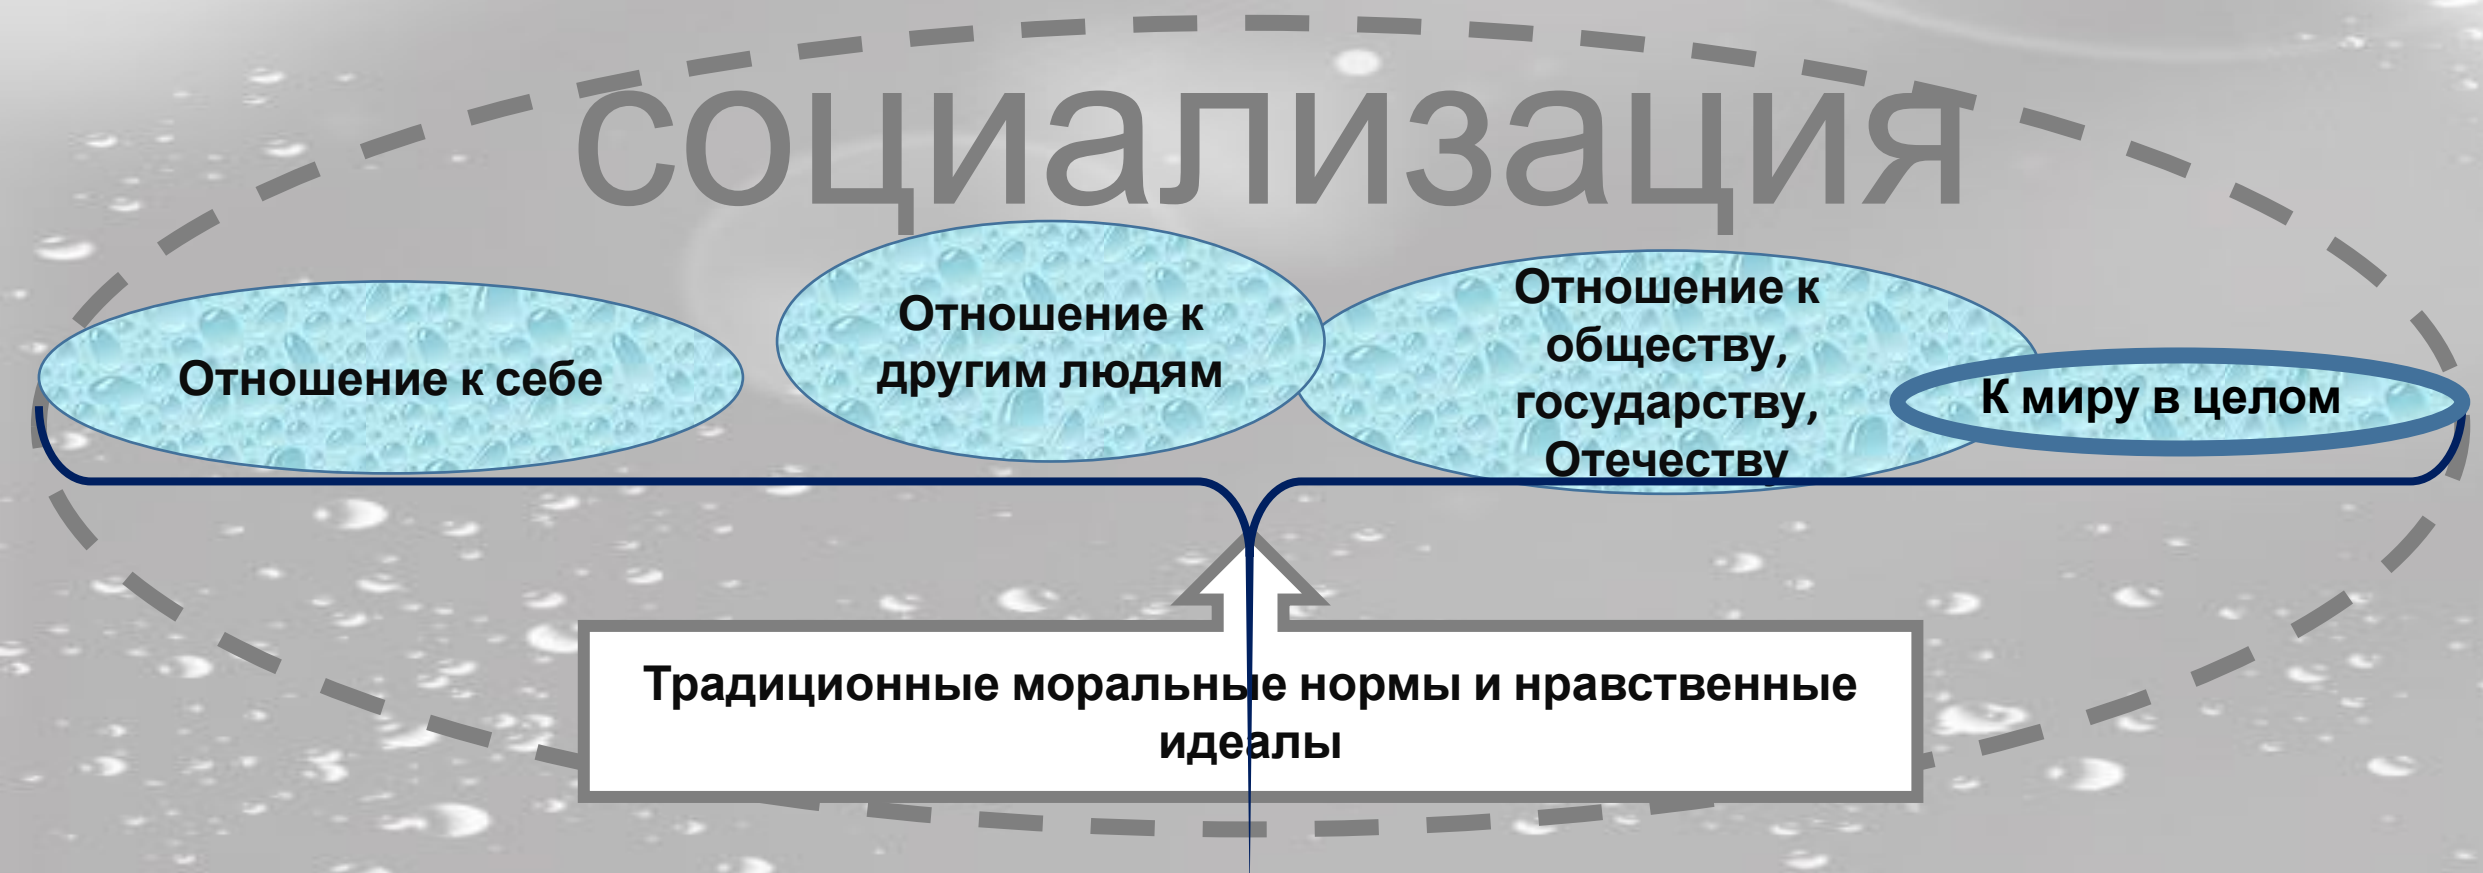 социализация
Отношение к себе
Отношение к
другим людям
Отношение к
обществу,
государству,
Отечеству
К миру в целом
Традиционные моральные нормы и нравственные
идеалы